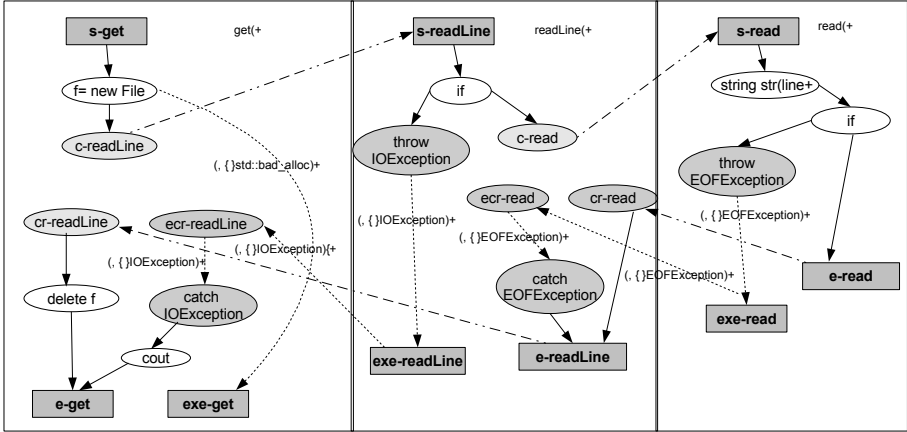 s-get
get(+
f= new File
c-readLine
(, { }std::bad_alloc)+
cr-readLine
ecr-readLine
(, { }IOException)+
(, { }IOException){+
delete f
catch
IOException
cout
e-get
exe-get
s-readLine
readLine(+
if
throw
IOException
c-read
(, { }IOException)+
ecr-read
cr-read
(, { }EOFException)+
catch
EOFException
exe-readLine
e-readLine
s-read
read(+
string str(line+
if
throw
EOFException
(, { }EOFException)+
(, { }EOFException)+
e-read
exe-read